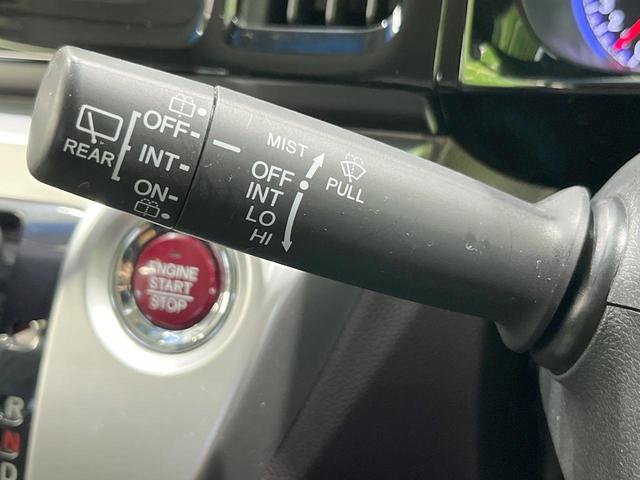 REAR
OFF
INT
ON
MIST
OFF
INT
LO
HI
PULL
ENGINE
START
STOP
R
N
D